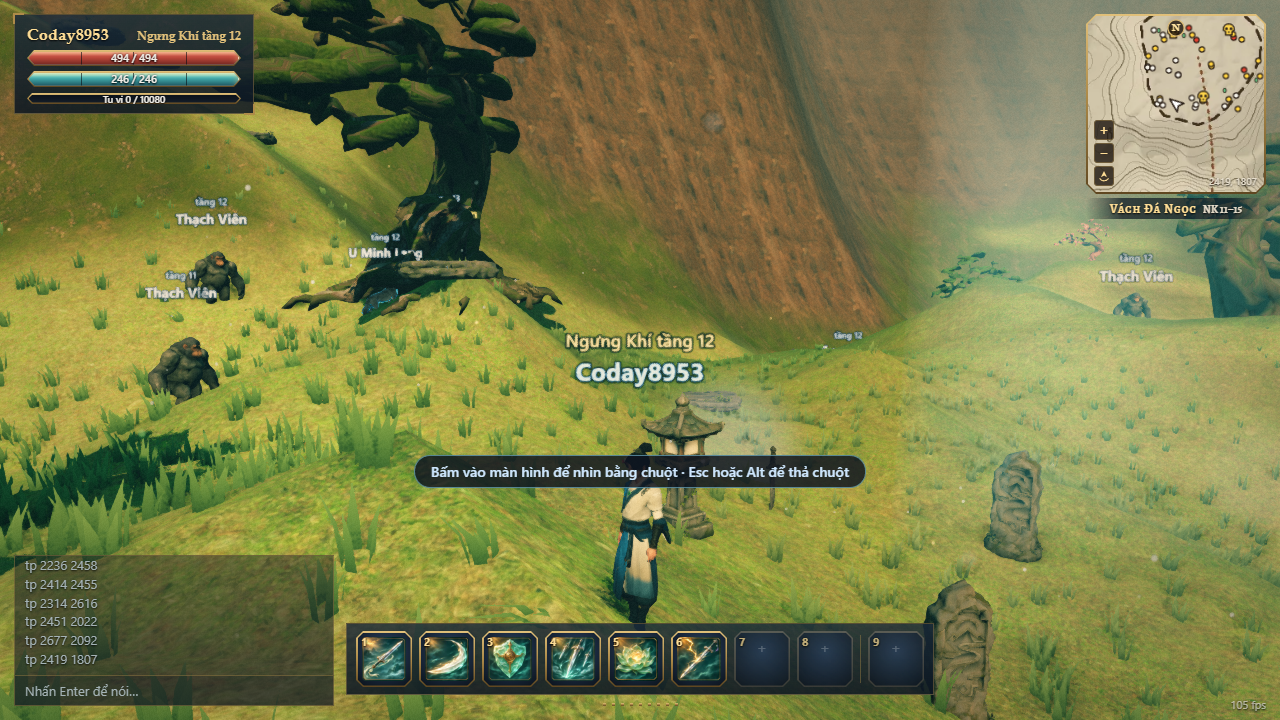 Coday8953 Ngưng Khí tầng 12
494 / 494
246 / 246
Tu vi 0 / 10080
N
+
−
2419, 1807
Vách Đá Ngọc NK 11-15
tầng 12
Thạch Viên
tầng 12
U Minh
tầng 11
Thạch Viên
tầng 12
Thạch Viên
tầng 12
Ngưng Khí tầng 12
Coday8953
Bấm vào màn hình để nhìn bằng chuột · Esc hoặc Alt để thả chuột
tp 2236 2458
tp 2414 2455
tp 2314 2616
tp 2451 2022
tp 2677 2092
tp 2419 1807
Nhấn Enter để nói...
1 2 3 4 5 6 7 8 9
+ + +
105 fps